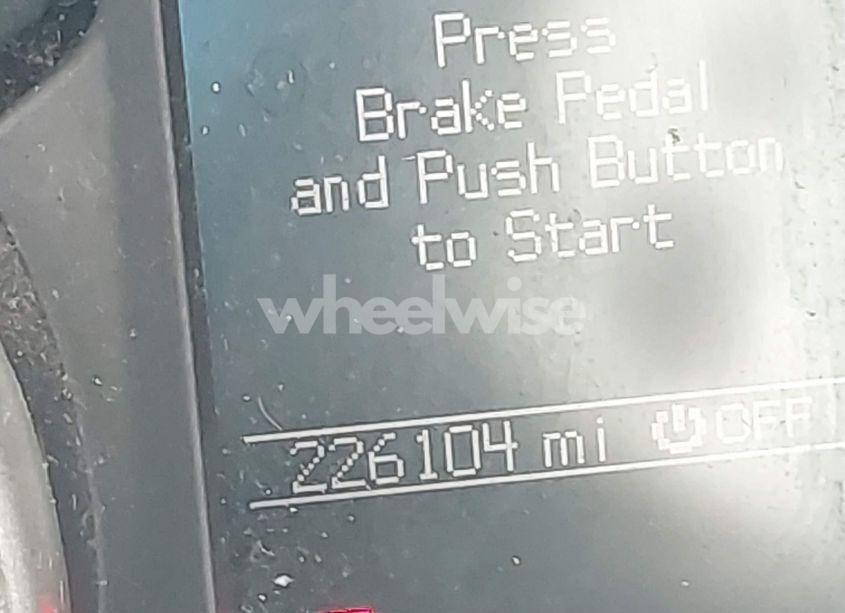 Press
Brake Pedal
and Push Button
to Start
wheelwise
226104 mi OFF